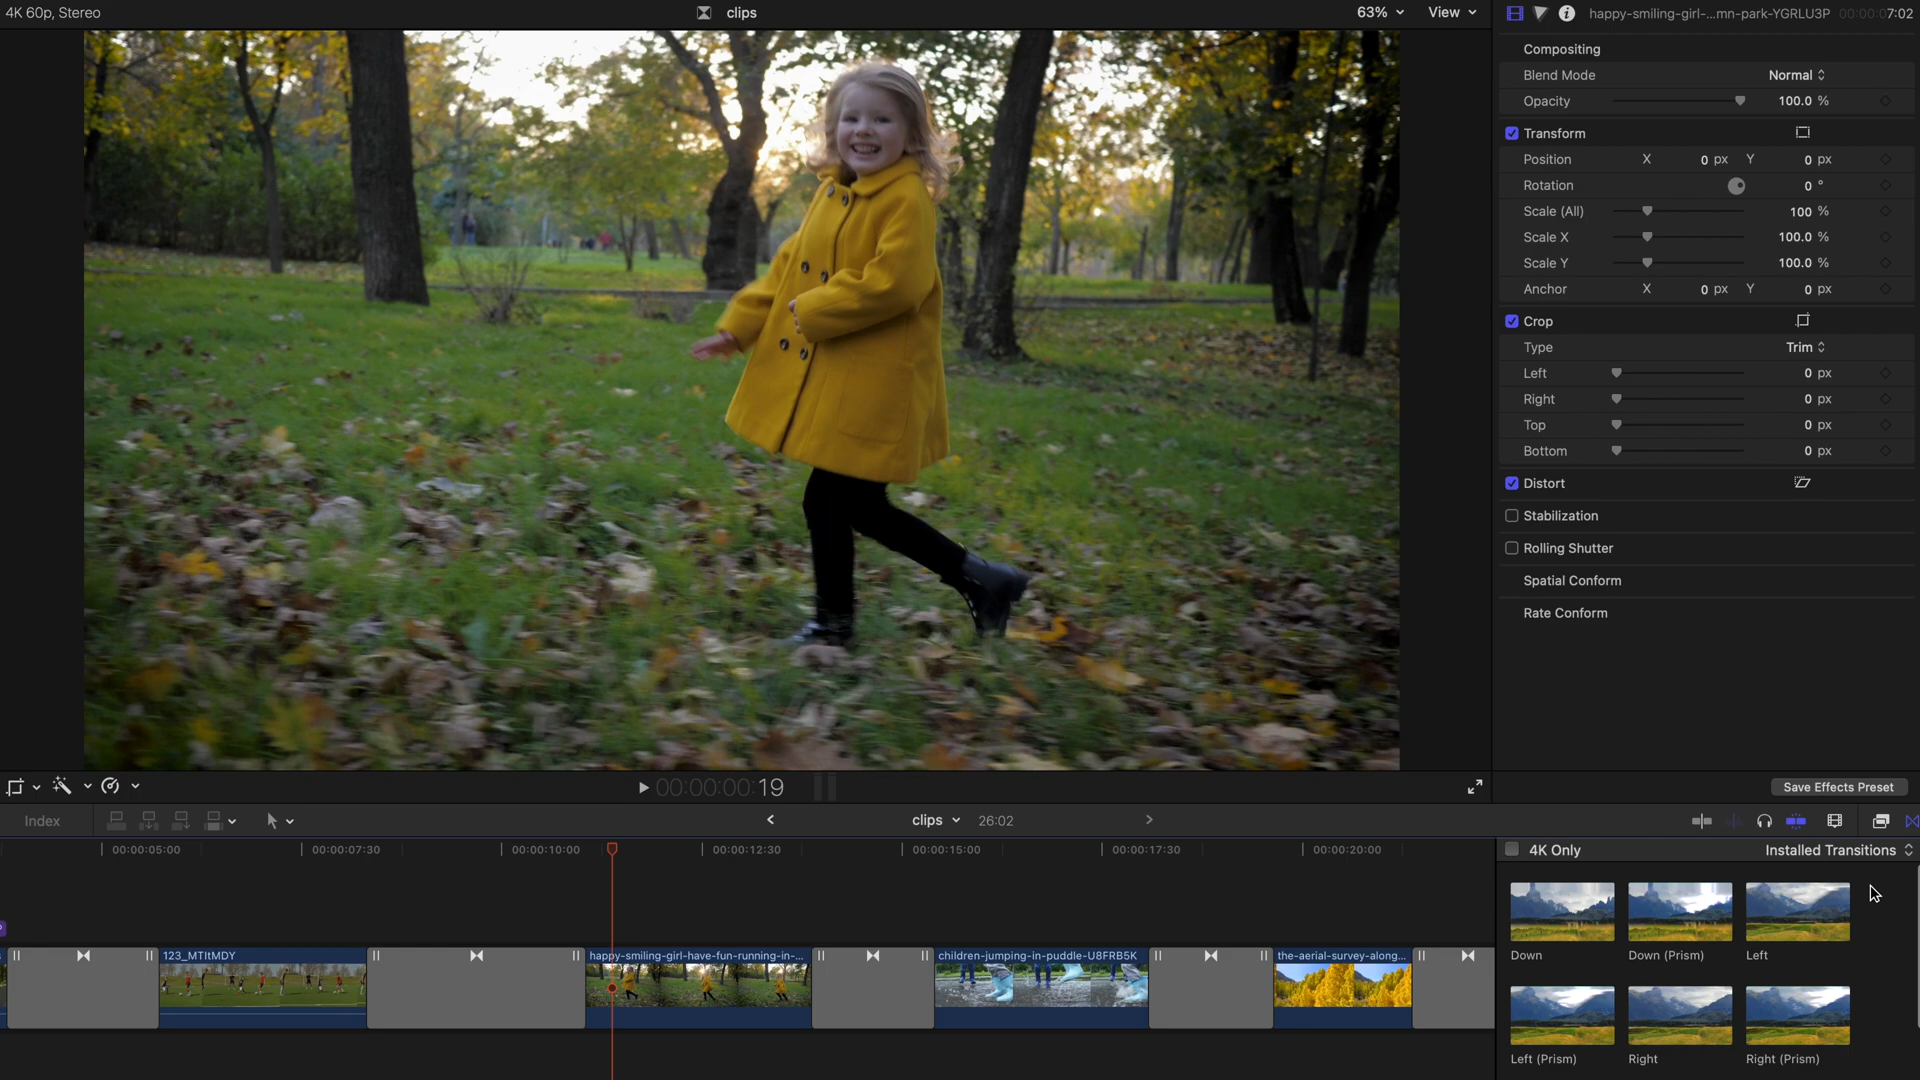 4K 60p, Stereo
clips
63%
View
happy-smiling-girl-...mn-park-YGRLU3P
00:00:07:02
Compositing
Blend Mode
Normal
Opacity
100.0 %
Transform
Position X 0 px Y 0 px
Rotation 0 °
Scale (All) 100 %
Scale X 100.0 %
Scale Y 100.0 %
Anchor X 0 px Y 0 px
Crop
Type Trim
Left 0 px
Right 0 px
Top 0 px
Bottom 0 px
Distort
Stabilization
Rolling Shutter
Spatial Conform
Rate Conform
00:00:00:19
Save Effects Preset
Index
clips
26:02
00:00:05:00
00:00:07:30
00:00:10:00
00:00:12:30
00:00:15:00
00:00:17:30
00:00:20:00
4K Only
Installed Transitions
123_MTItMDY
happy-smiling-girl-have-fun-running-in-...
children-jumping-in-puddle-U8FRB5K
the-aerial-survey-along...
Down
Down (Prism)
Left
Left (Prism)
Right
Right (Prism)